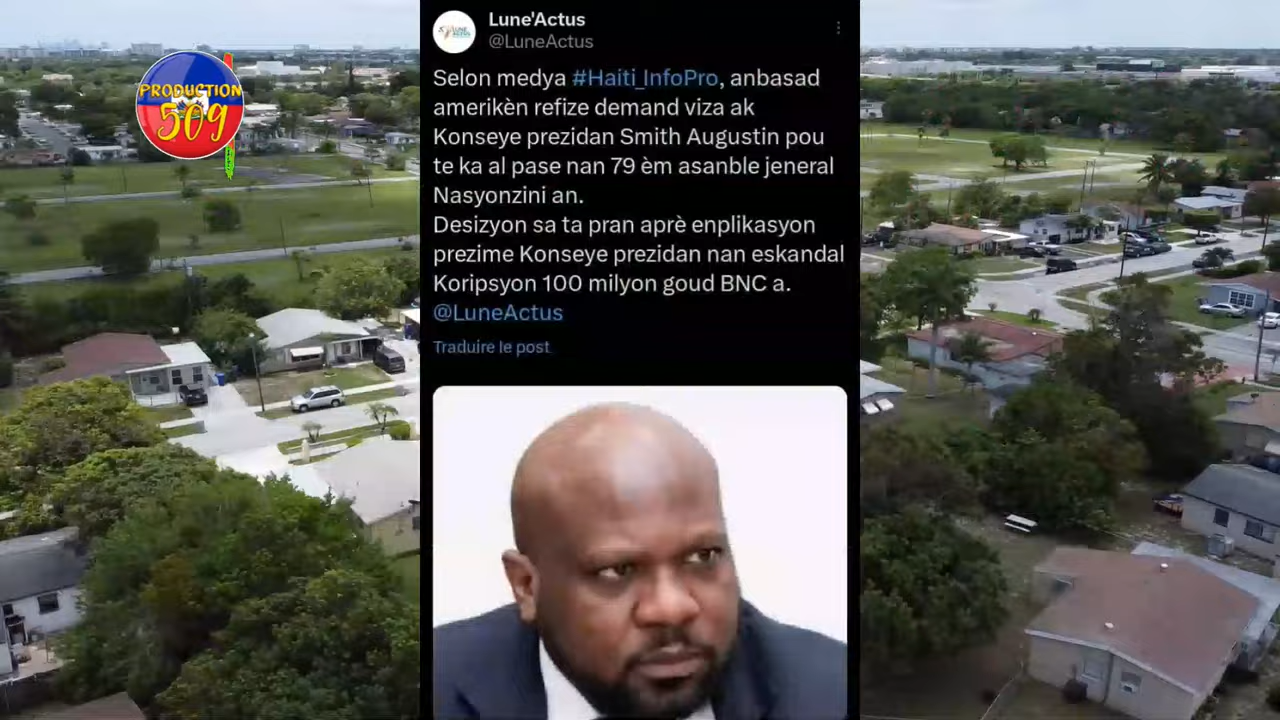 PRODUCTION
509
Lune'Actus
@LuneActus
Selon medya #Haiti_InfoPro, anbasad
amerikèn refize demand viza ak
Konseye prezidan Smith Augustin pou
te ka al pase nan 79 èm asanble jeneral
Nasyonzini an.
Desizyon sa ta pran aprè enplikasyon
prezime Konseye prezidan nan eskandal
Koripsyon 100 milyon goud BNC a.
@LuneActus
Traduire le post